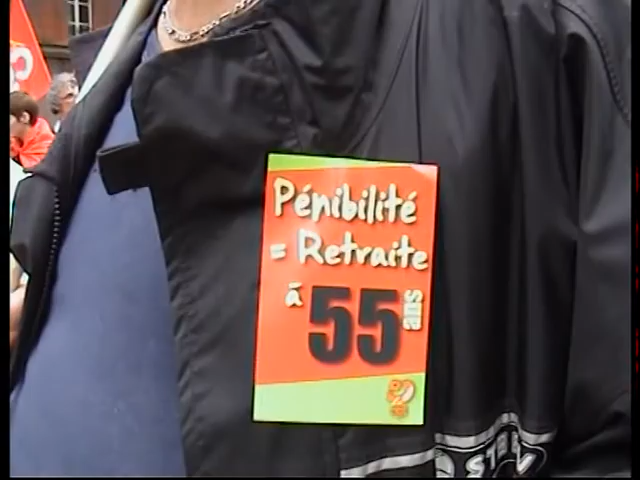 Pénibilité
= Retraite
à 55 ans